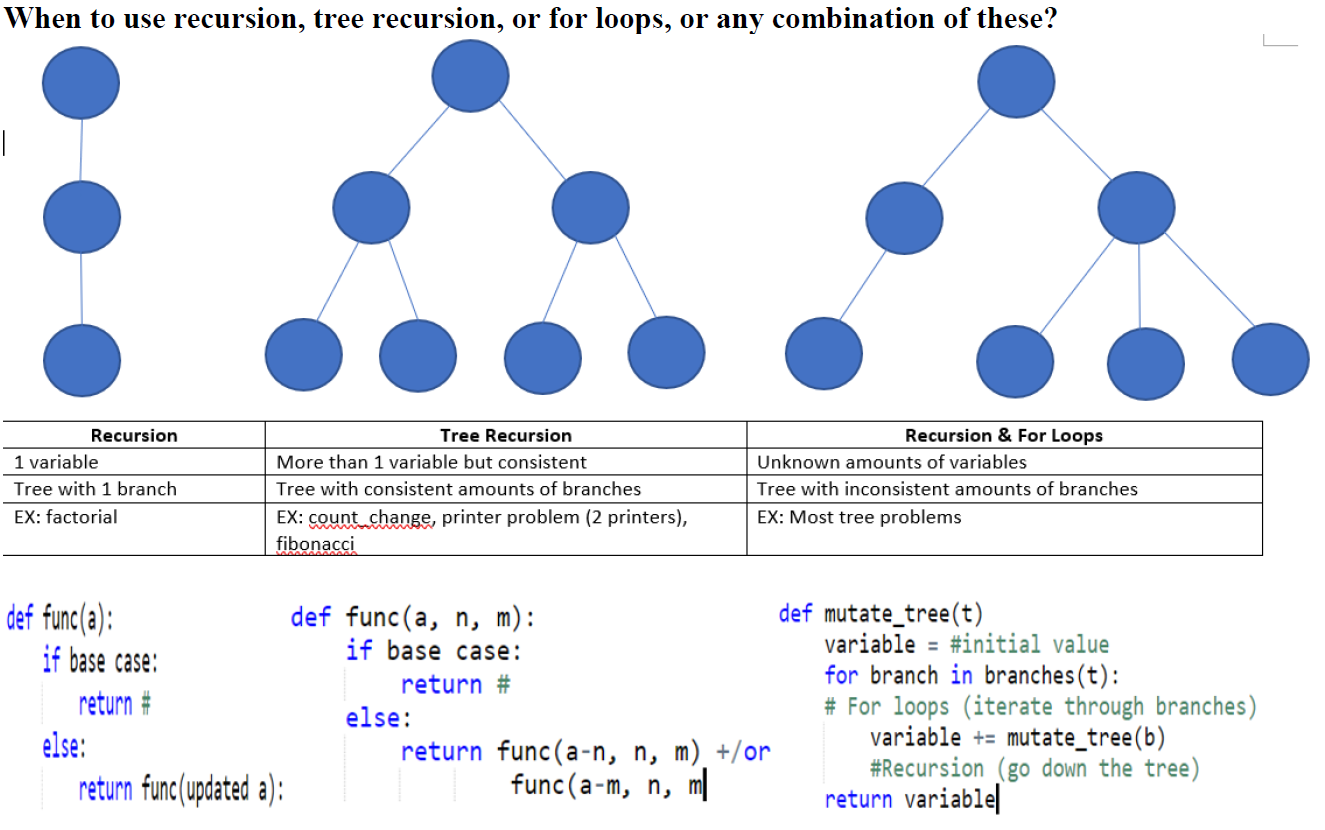 When to use recursion, tree recursion, or for loops, or any combination of these?
Recursion
Tree Recursion
Recursion & For Loops
1 variable
More than 1 variable but consistent
Unknown amounts of variables
Tree with 1 branch
Tree with consistent amounts of branches
Tree with inconsistent amounts of branches
EX: factorial
EX: count_change, printer problem (2 printers),
fibonacci
EX: Most tree problems
def func(a):
if base case:
return #
else:
return func(updated a):
def func(a, n, m):
if base case:
return #
else:
return func(a-n, n, m) +/or
func(a-m, n, m
def mutate_tree(t)
variable = #initial value
for branch in branches(t):
# For loops (iterate through branches)
variable += mutate_tree(b)
#Recursion (go down the tree)
return variable